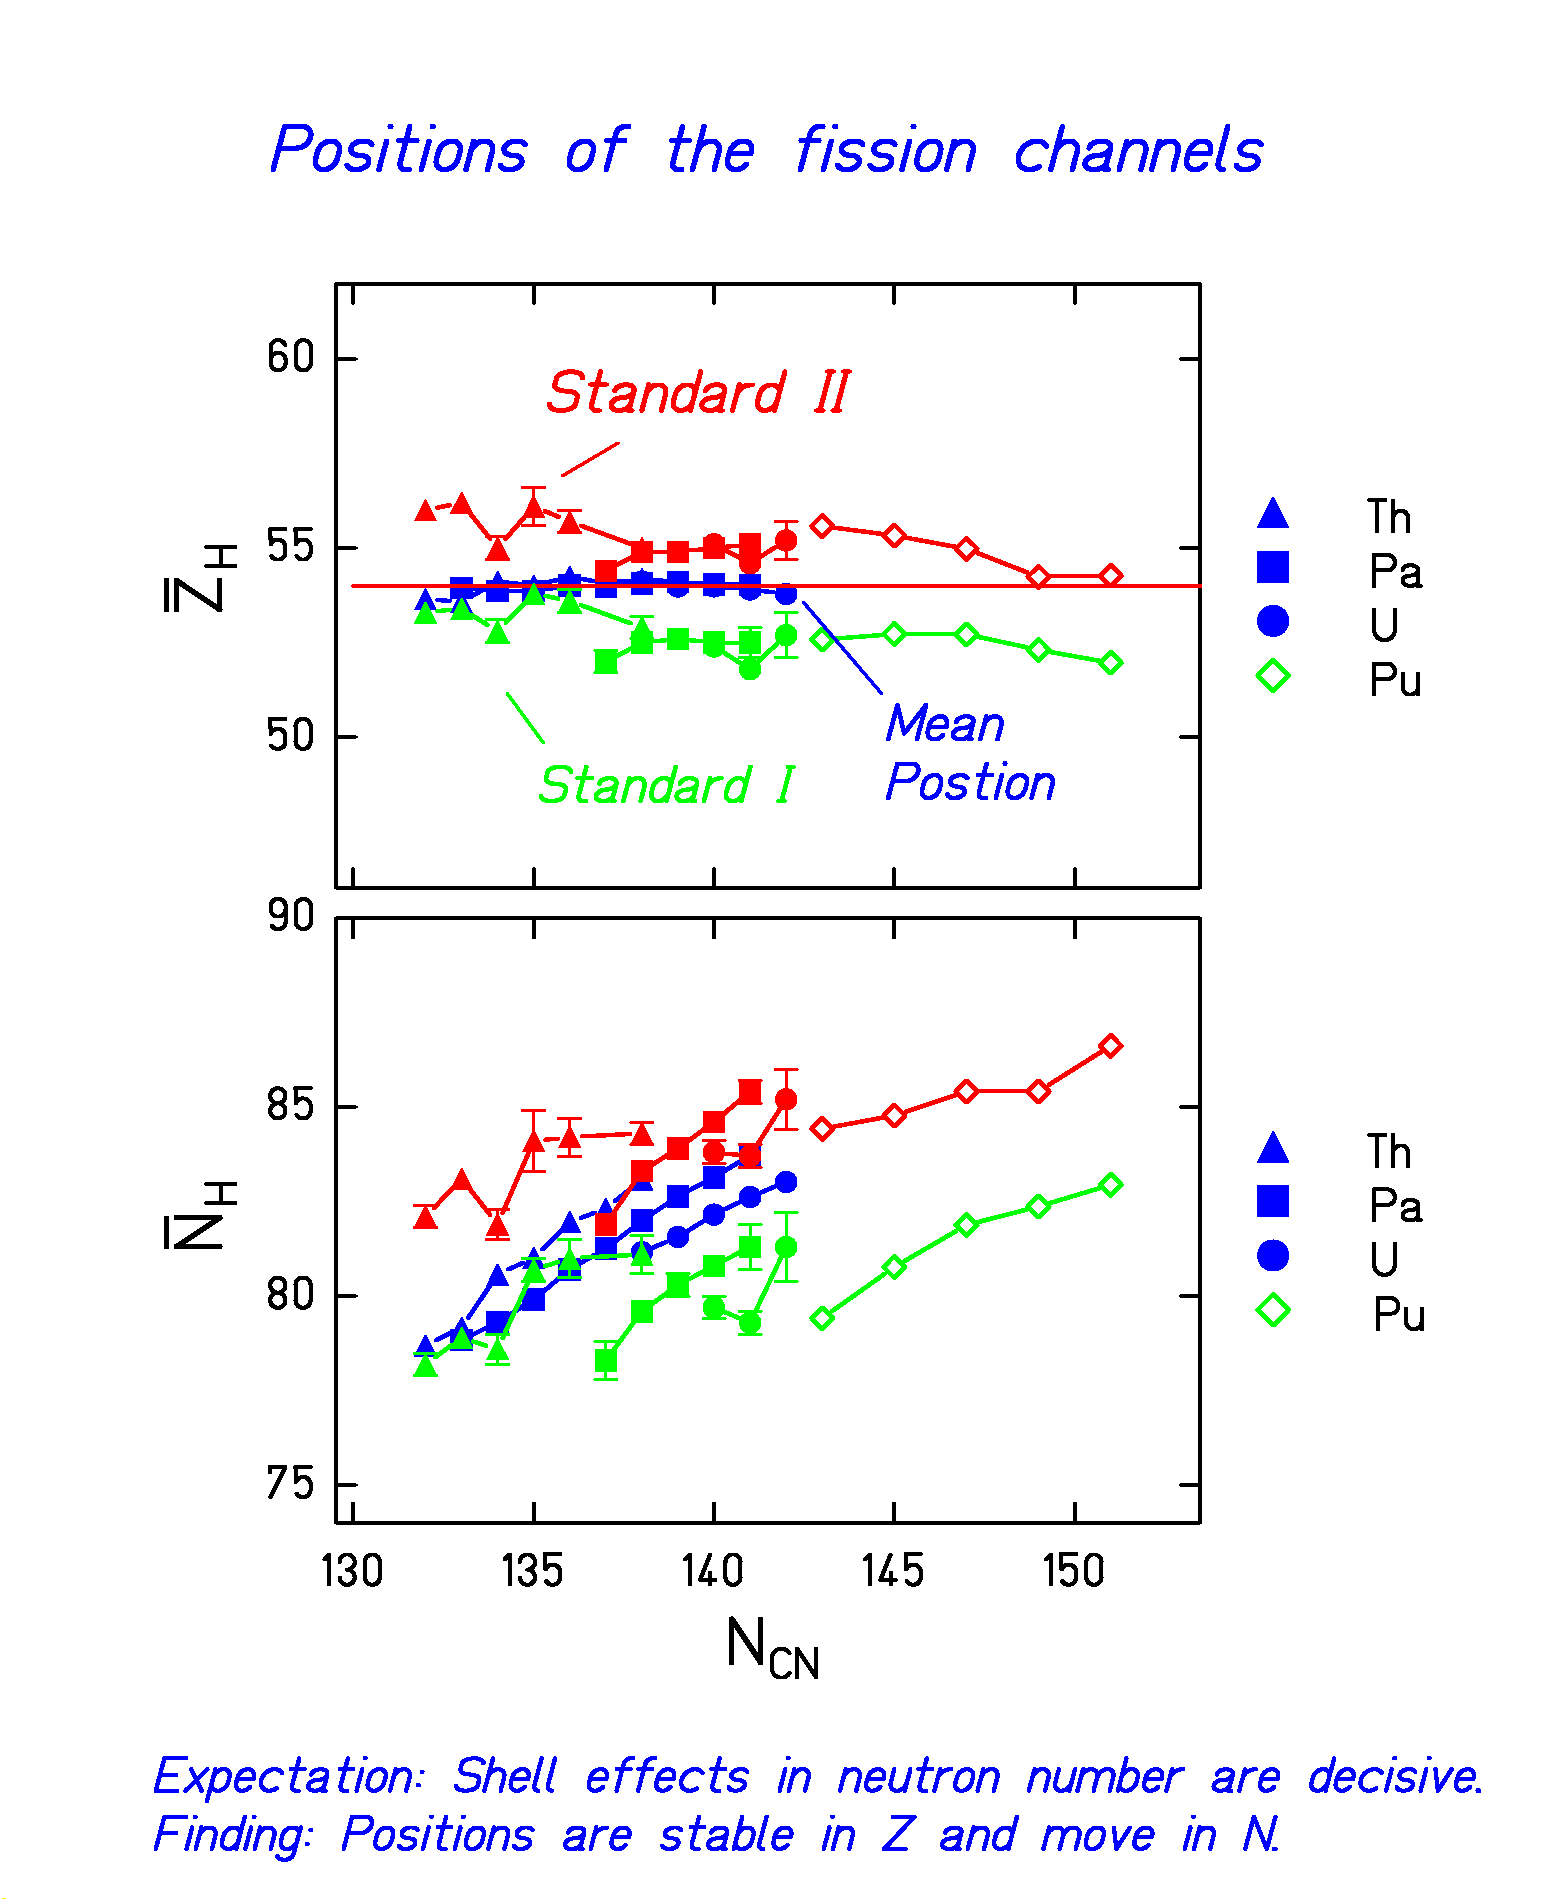 Positions of the fission channels
60
Standard II
55
Z̿H
50
Standard I
Mean
Postion
Th
Pa
U
Pu
90
85
N̅H
80
75
Th
Pa
U
Pu
130 135 140 145 150
NCN
Expectation: Shell effects in neutron number are decisive.
Finding: Positions are stable in Z and move in N.